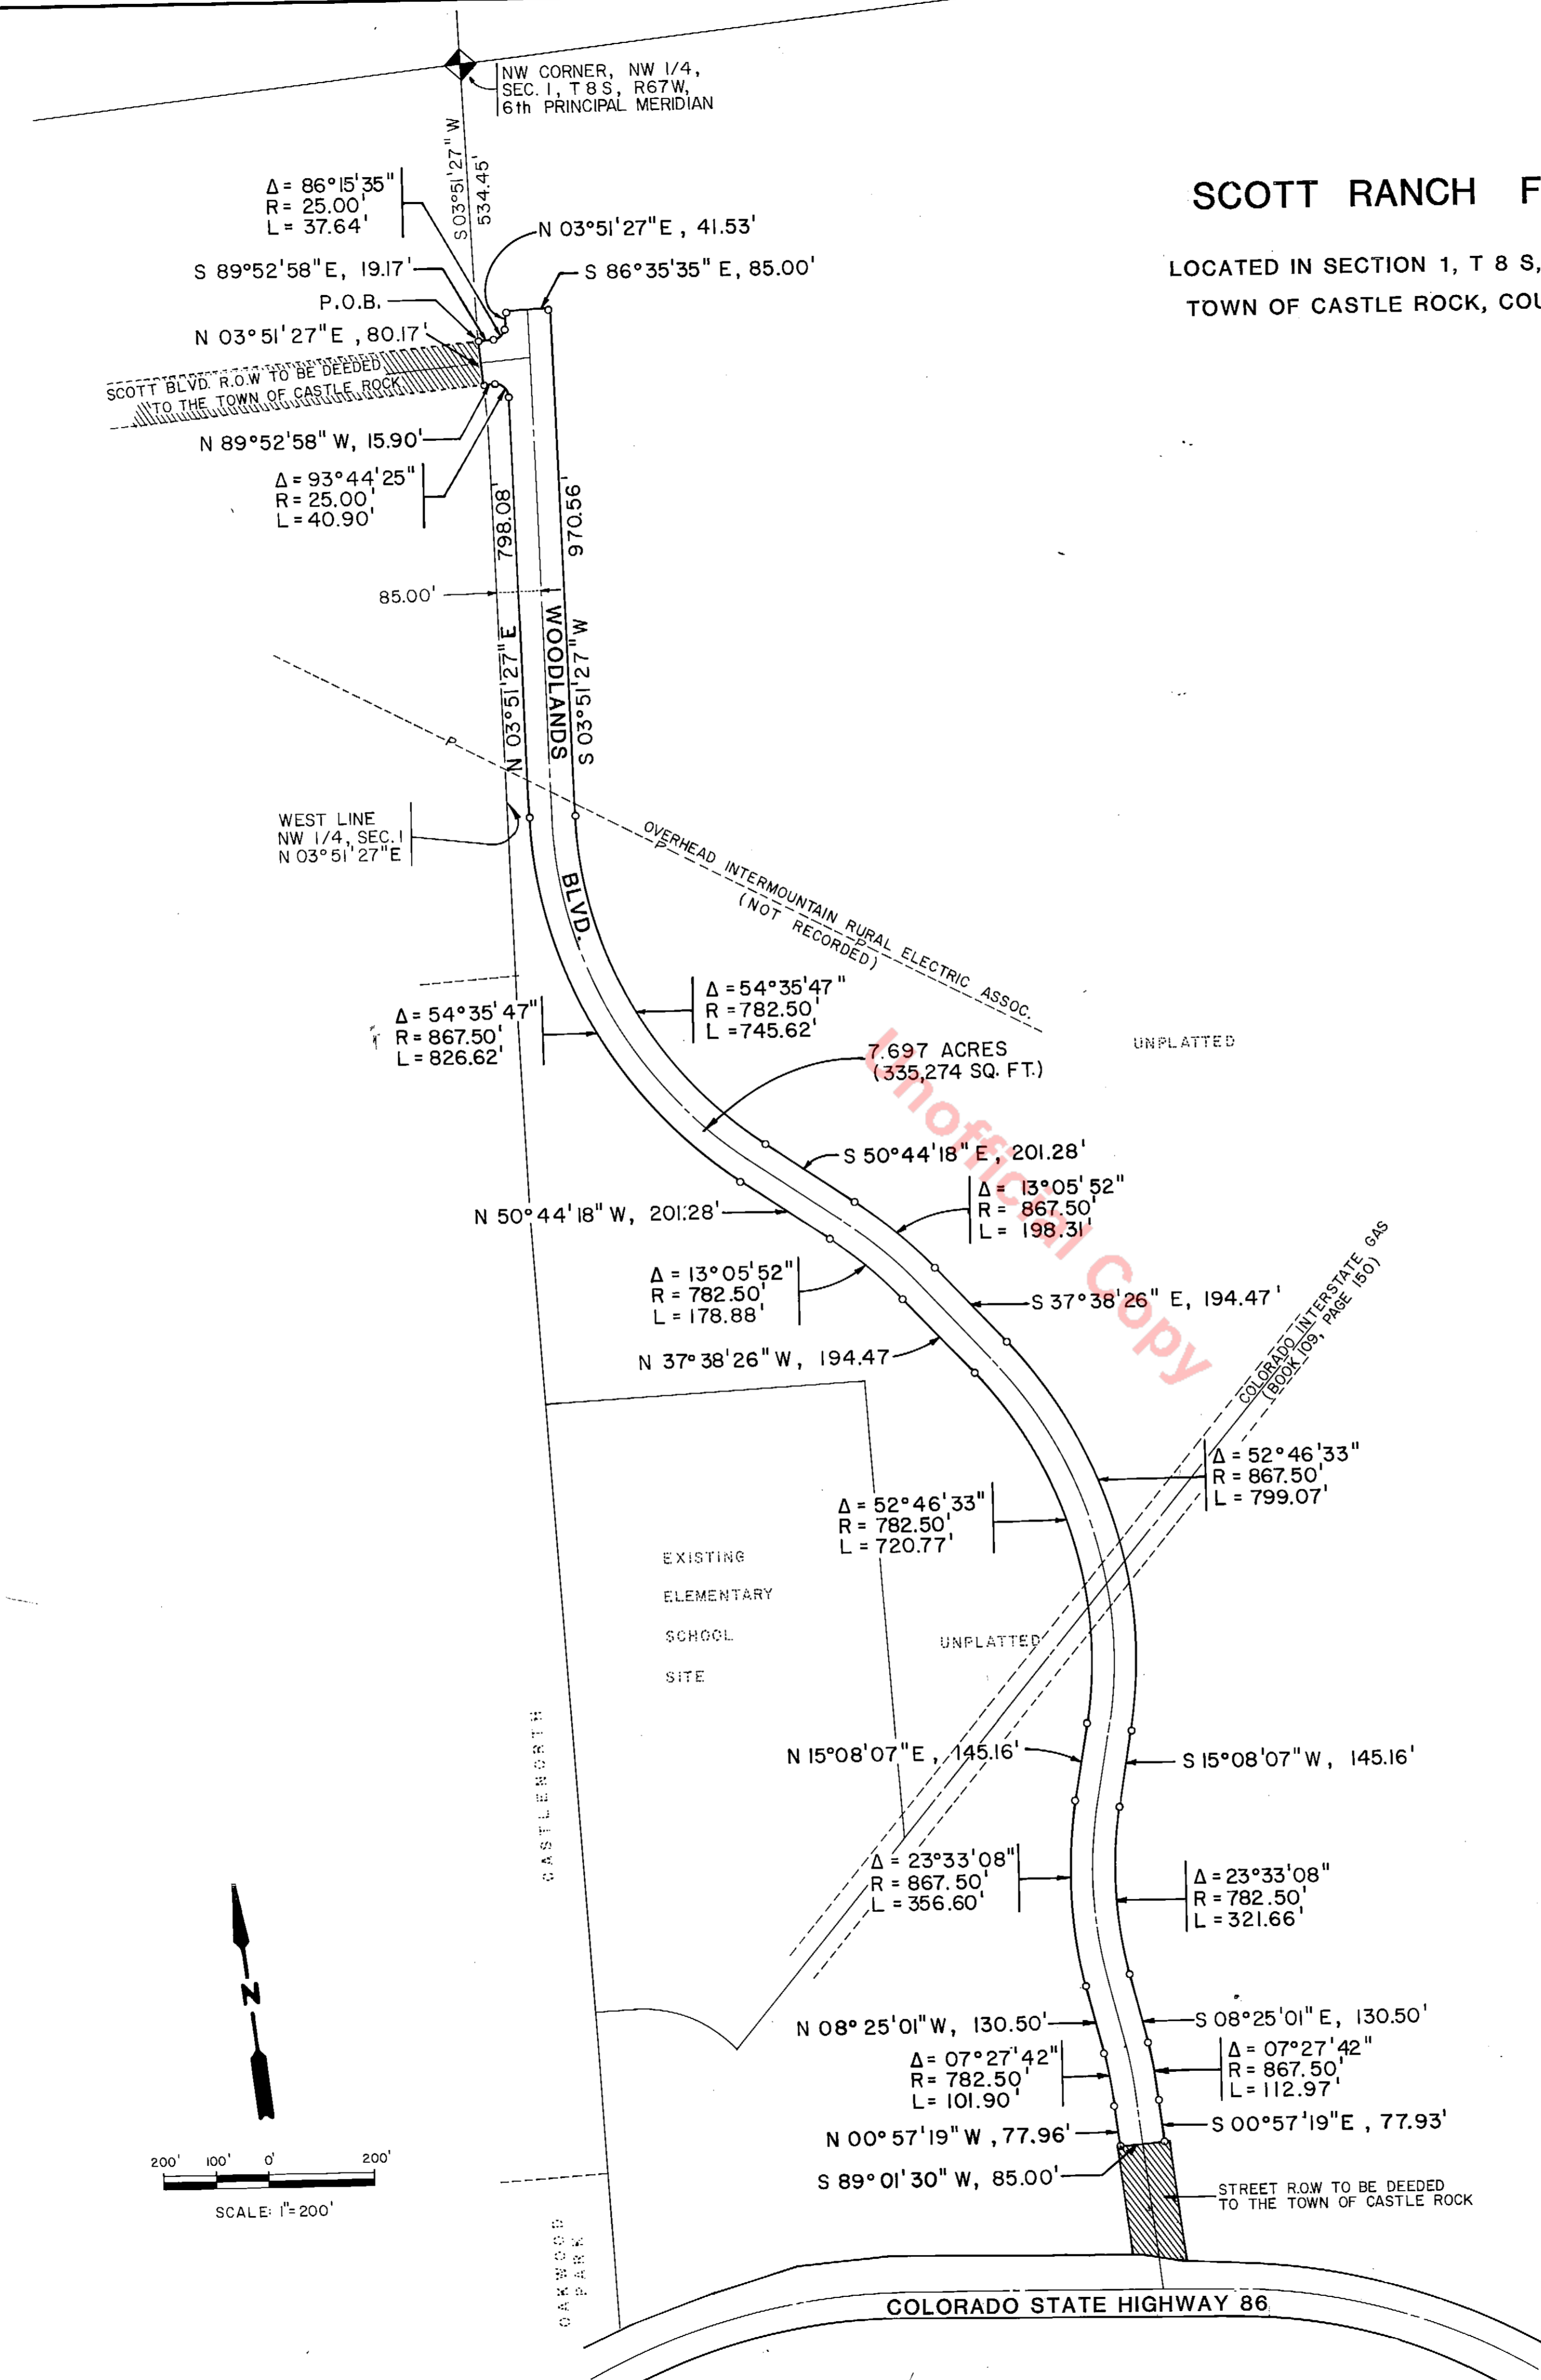 NW CORNER, NW 1/4,
SEC. 1, T 8 S, R67W,
6th PRINCIPAL MERIDIAN
S 03°51'27" W
534.45'
SCOTT RANCH F
LOCATED IN SECTION 1, T 8 S,
TOWN OF CASTLE ROCK, COU
Δ = 86°15'35"
R = 25.00'
L = 37.64'
N 03°51'27"E , 41.53'
S 89°52'58"E, 19.17'
S 86°35'35" E, 85.00'
P.O.B.
N 03°51'27"E , 80.17'
SCOTT BLVD. R.O.W TO BE DEEDED
TO THE TOWN OF CASTLE ROCK
N 89°52'58" W, 15.90'
Δ = 93°44'25"
R = 25.00'
L = 40.90'
798.08'
970.56'
85.00'
N 03°51'27" E
WOODLANDS
S 03°51'27" W
P
WEST LINE
NW 1/4, SEC. 1
N 03°51'27"E
BLVD.
OVERHEAD INTERMOUNTAIN RURAL ELECTRIC ASSOC.
P
P
(NOT RECORDED)
Δ = 54°35'47"
R = 782.50'
L = 745.62'
Δ = 54°35'47"
R = 867.50'
L = 826.62'
UNPLATTED
7.697 ACRES
(335,274 SQ. FT.)
Unofficial Copy
S 50°44'18" E, 201.28'
Δ = 13°05'52"
R = 867.50'
L = 198.31'
N 50°44'18" W, 201.28'
Δ = 13°05'52"
R = 782.50'
L = 178.88'
S 37°38'26" E, 194.47'
N 37°38'26" W, 194.47
COLORADO INTERSTATE GAS
(BOOK 109, PAGE 150)
Δ = 52°46'33"
R = 867.50'
L = 799.07'
Δ = 52°46'33"
R = 782.50'
L = 720.77'
EXISTING
ELEMENTARY
SCHOOL
SITE
UNPLATTED
CASTLENORTH
N 15°08'07"E , 145.16'
S 15°08'07"W, 145.16'
Δ = 23°33'08"
R = 867.50'
L = 356.60'
Δ = 23°33'08"
R = 782.50'
L = 321.66'
N
N 08°25'01"W, 130.50'
S 08°25'01"E, 130.50'
Δ = 07°27'42"
R = 782.50'
L = 101.90'
Δ = 07°27'42"
R = 867.50'
L = 112.97'
N 00°57'19"W , 77.96'
S 00°57'19"E , 77.93'
S 89°01'30" W, 85.00'
200' 100' 0' 200'
SCALE: 1"=200'
STREET R.O.W TO BE DEEDED
TO THE TOWN OF CASTLE ROCK
OAKWOOD
PARK
COLORADO STATE HIGHWAY 86